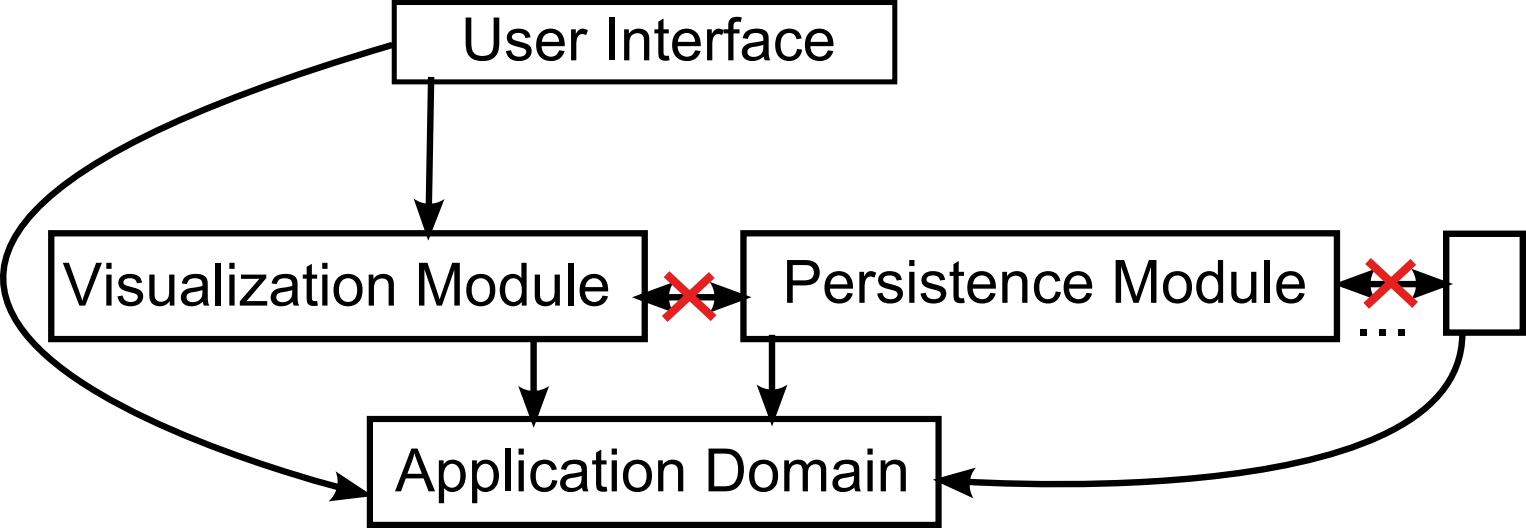 User Interface
Visualization Module
Persistence Module
...
Application Domain